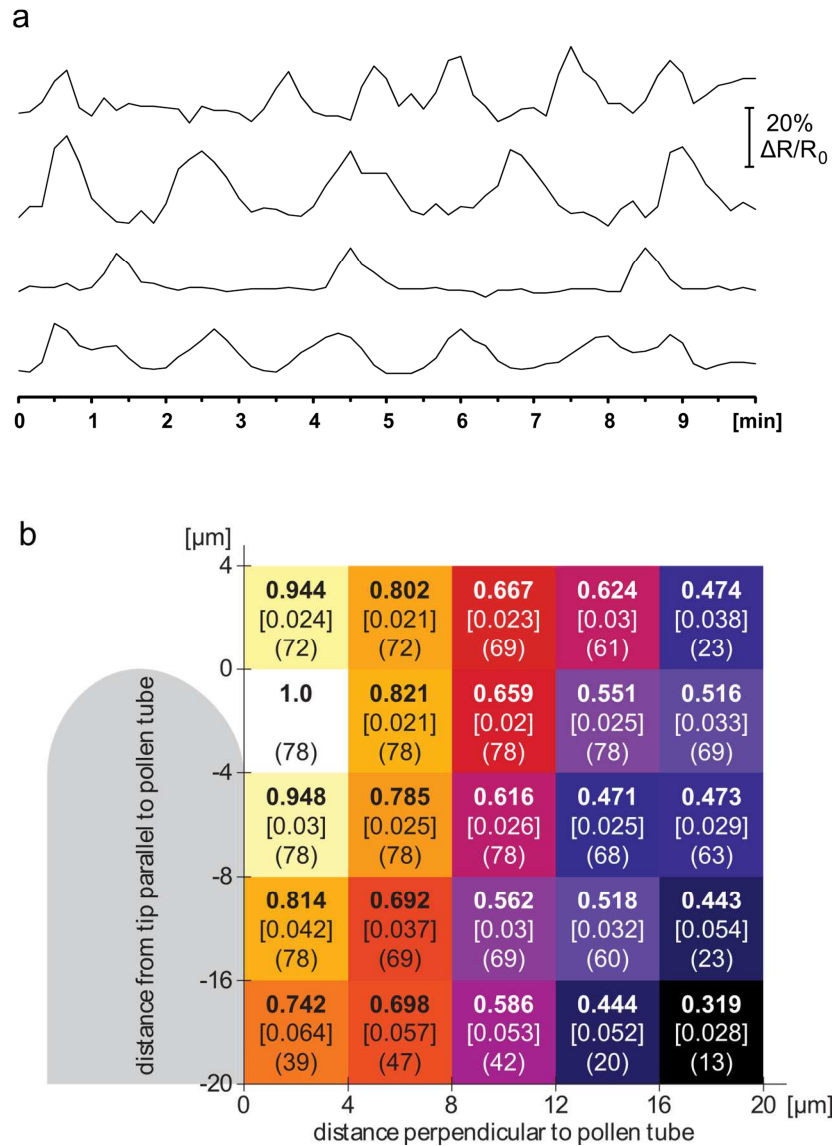 a
20%
ΔR/R0
0 1 2 3 4 5 6 7 8 9 [min]
b
[µm]
4
0.944 0.802 0.667 0.624 0.474
[0.024] [0.021] [0.023] [0.03] [0.038]
(72) (72) (69) (61) (23)
0
1.0 0.821 0.659 0.551 0.516
[0.021] [0.02] [0.025] [0.033]
(78) (78) (78) (78) (69)
-4
0.948 0.785 0.616 0.471 0.473
[0.03] [0.025] [0.026] [0.025] [0.029]
(78) (78) (78) (68) (63)
-8
0.814 0.692 0.562 0.518 0.443
[0.042] [0.037] [0.03] [0.032] [0.054]
(78) (69) (69) (60) (23)
-16
0.742 0.698 0.586 0.444 0.319
[0.064] [0.057] [0.053] [0.052] [0.028]
(39) (47) (42) (20) (13)
-20
distance from tip parallel to pollen tube
0 4 8 12 16 20 [µm]
distance perpendicular to pollen tube